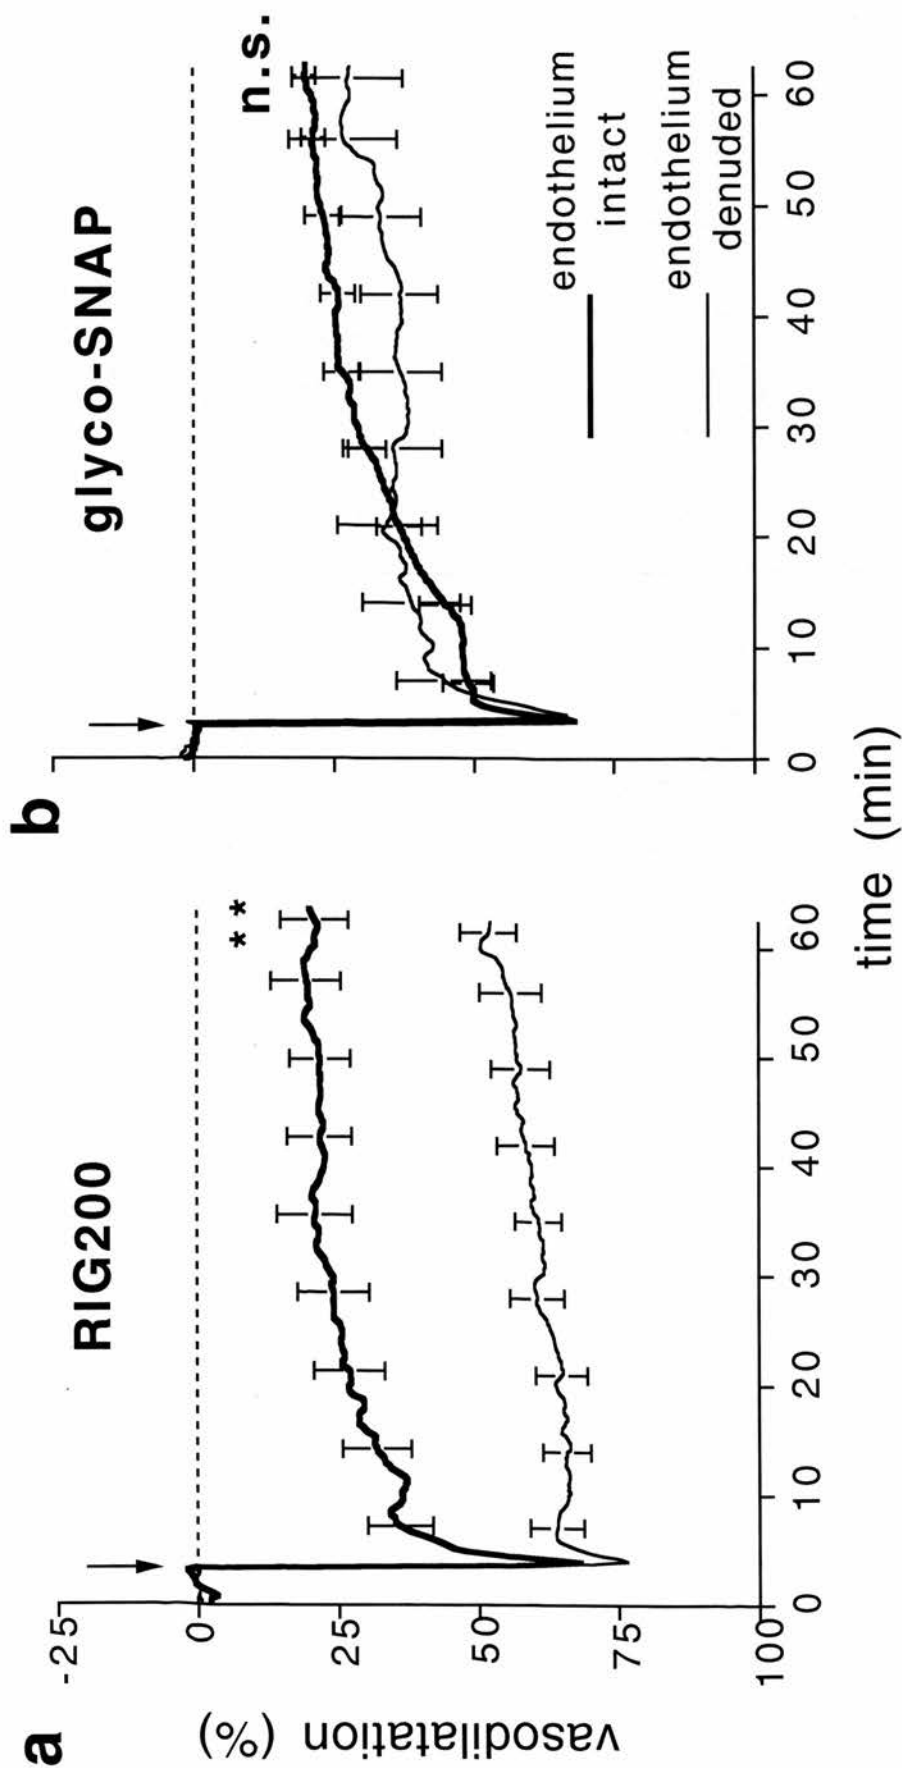 a
RIG200
-25
0
25
50
75
100
vasodilatation (%)
* *
0 10 20 30 40 50 60
b
glyco-SNAP
n.s.
endothelium
intact
endothelium
denuded
0 10 20 30 40 50 60
time (min)